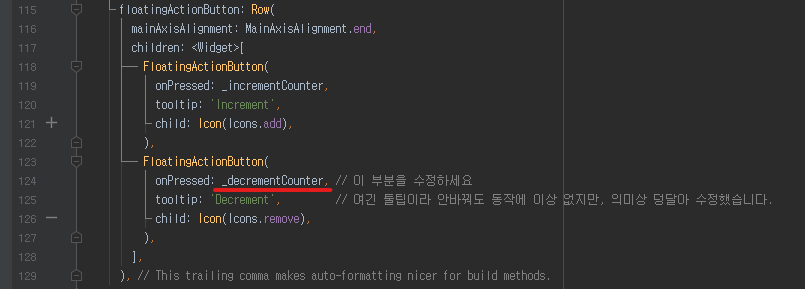 115 floatingActionButton: Row(
116 mainAxisAlignment: MainAxisAlignment.end,
117 children: <Widget>[
118 FloatingActionButton(
119 onPressed: _incrementCounter,
120 tooltip: 'Increment',
121 child: Icon(Icons.add),
122 ),
123 FloatingActionButton(
124 onPressed: _decrementCounter, // 이 부분을 수정하세요
125 tooltip: 'Decrement', // 여긴 툴팁이라 안바꿔도 동작에 이상 없지만, 의미상 덩달아 수정했습니다.
126 child: Icon(Icons.remove),
127 ),
128 ],
129 ), // This trailing comma makes auto-formatting nicer for build methods.